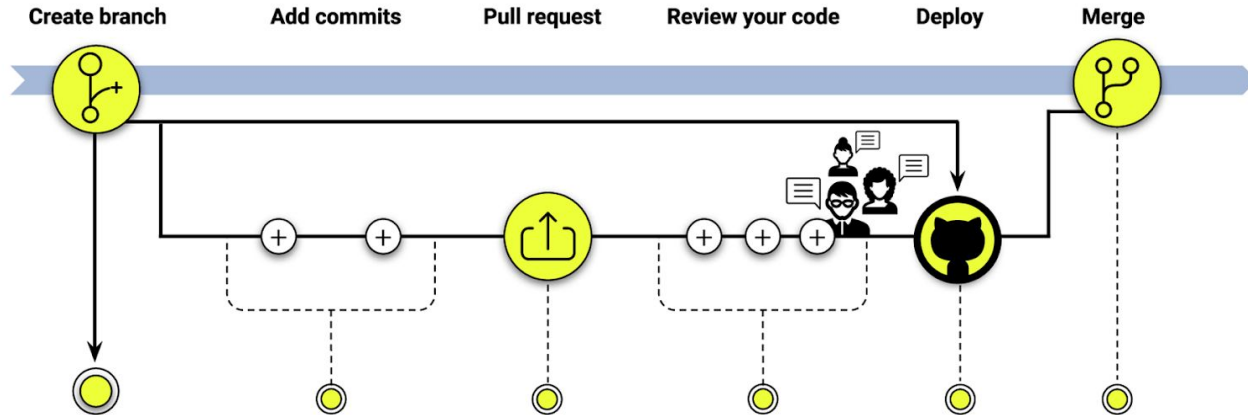 Create branch
Add commits
Pull request
Review your code
Deploy
Merge